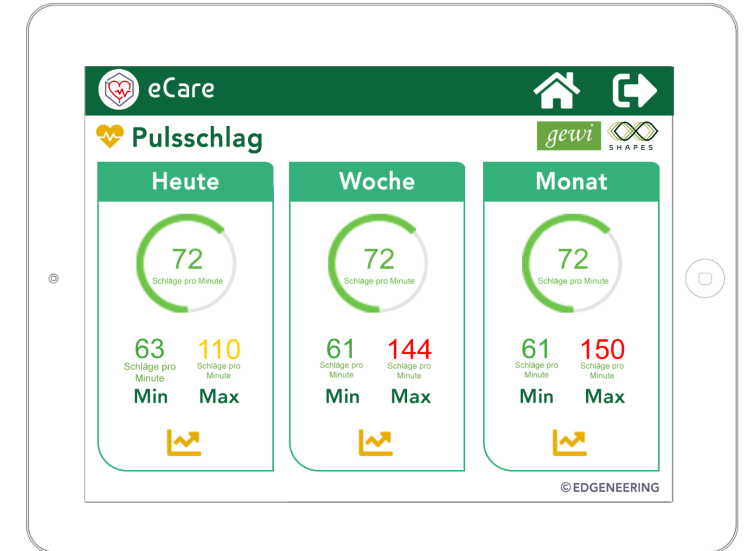 eCare
Pulsschlag
gewi
SHAPES
Heute
72
Schläge pro Minute
63
Schläge pro
Minute
Min
110
Schläge pro
Minute
Max
Woche
72
Schläge pro Minute
61
Schläge pro
Minute
Min
144
Schläge pro
Minute
Max
Monat
72
Schläge pro Minute
61
Schläge pro
Minute
Min
150
Schläge pro
Minute
Max
©EDGENEERING